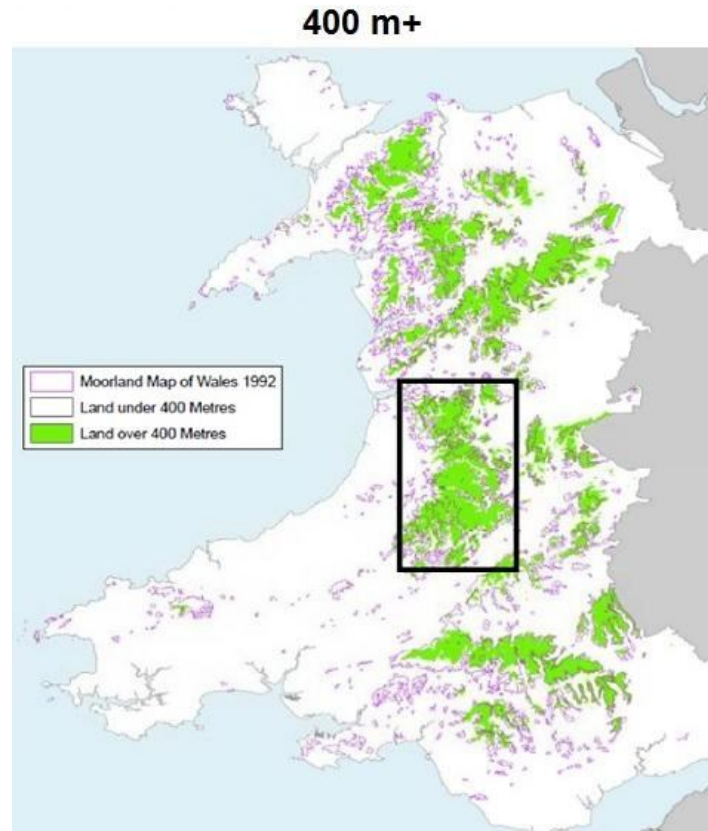 400 m+
Moorland Map of Wales 1992
Land under 400 Metres
Land over 400 Metres